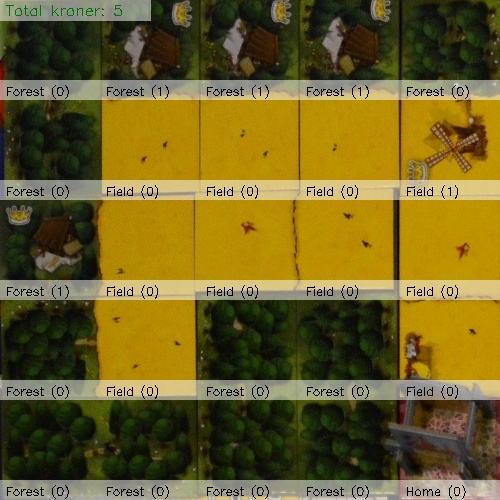 Total kroner: 5
Forest (0) Forest (1) Forest (1) Forest (1) Forest (0)
Forest (0) Field (0) Field (0) Field (0) Field (1)
Forest (1) Field (0) Field (0) Field (0) Field (0)
Forest (0) Field (0) Forest (0) Forest (0) Field (0)
Forest (0) Forest (0) Forest (0) Forest (0) Home (0)